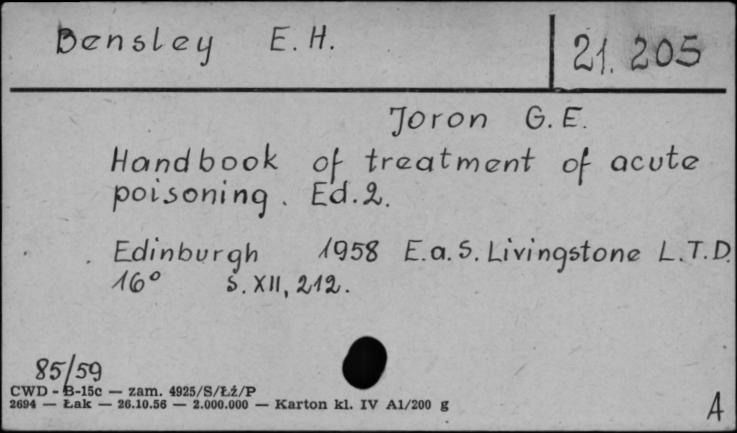 Bensley E.H.
21. 205
Joron G.E.
Handbook of treatment of acute
poisoning. Ed.2.
Edinburgh 1958 E.a.S. Livingstone L.T.D.
16° S. XII, 212.
85/59
CWD - B-15c — zam. 4925/S/Łż/P
2694 — Łak — 26.10.56 — 2.000.000 — Karton kl. IV A1/200 g
A